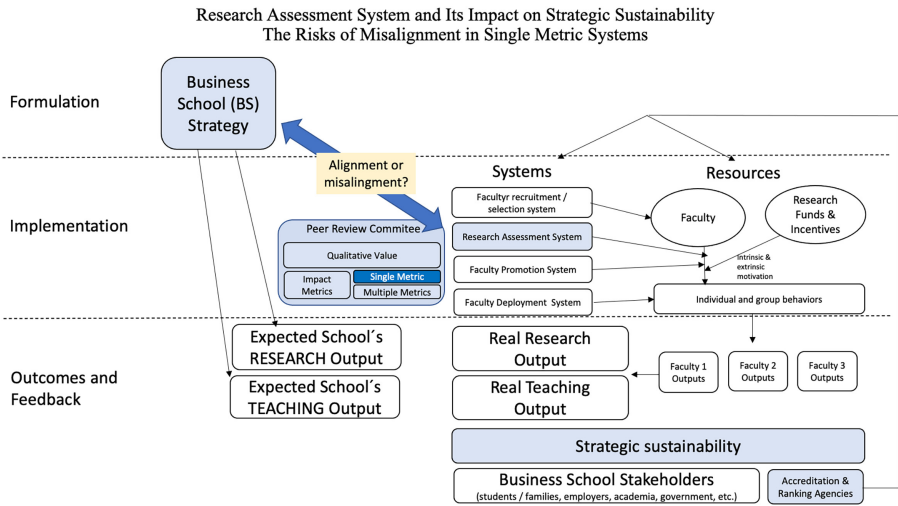 Research Assessment System and Its Impact on Strategic Sustainability
The Risks of Misalignment in Single Metric Systems
Formulation
Business
School (BS)
Strategy
Alignment or
misalingment?
Implementation
Systems
Resources
Facultyr recruitment /
selection system
Research Assessment System
Faculty Promotion System
Faculty Deployment System
Faculty
Research
Funds &
Incentives
Intrinsic &
extrinsic
motivation
Individual and group behaviors
Peer Review Commitee
Qualitative Value
Impact
Metrics
Single Metric
Multiple Metrics
Outcomes and
Feedback
Expected School´s
RESEARCH Output
Expected School´s
TEACHING Output
Real Research
Output
Real Teaching
Output
Faculty 1
Outputs
Faculty 2
Outputs
Faculty 3
Outputs
Strategic sustainability
Business School Stakeholders
(students / families, employers, academia, government, etc.)
Accreditation &
Ranking Agencies